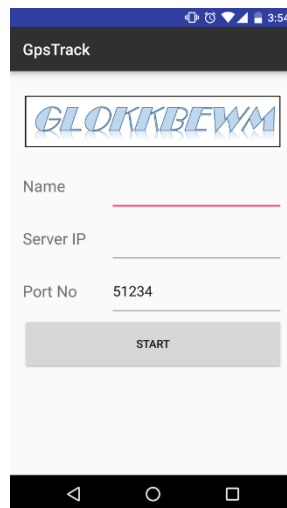 3:54
GpsTrack
GLOKKBEWM
Name
Server IP
Port No 51234
START